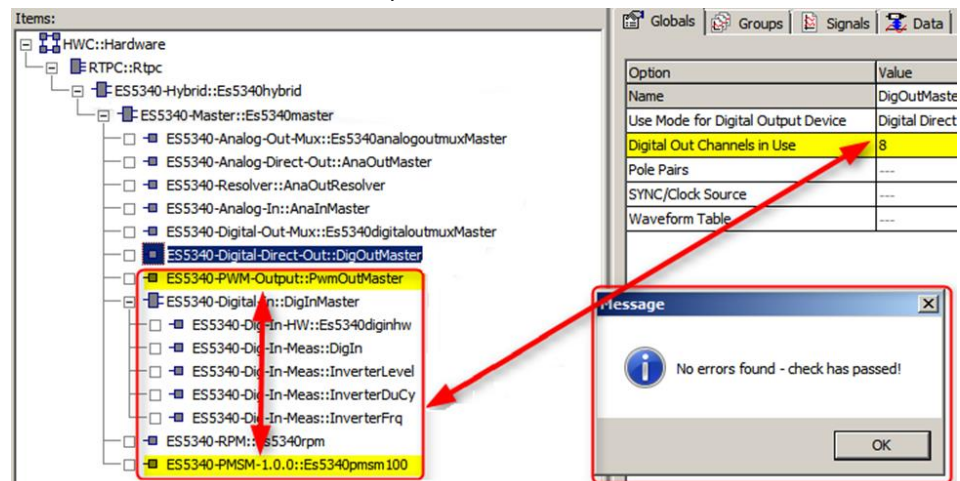 Items:
HWC::Hardware
RTPC::Rtpc
ES5340-Hybrid::Es5340hybrid
ES5340-Master::Es5340master
ES5340-Analog-Out-Mux::Es5340analogoutmuxMaster
ES5340-Analog-Direct-Out::AnaOutMaster
ES5340-Resolver::AnaOutResolver
ES5340-Analog-In::AnaInMaster
ES5340-Digital-Out-Mux::Es5340digitaloutmuxMaster
ES5340-Digital-Direct-Out::DigOutMaster
ES5340-PWM-Output::PwmOutMaster
ES5340-Digital-In::DigInMaster
ES5340-Dig-In-HW::Es5340diginhw
ES5340-Dig-In-Meas::DigIn
ES5340-Dig-In-Meas::InverterLevel
ES5340-Dig-In-Meas::InverterDuCy
ES5340-Dig-In-Meas::InverterFrq
ES5340-RPM::Es5340rpm
ES5340-PMSM-1.0.0::Es5340pmsm100
Globals Groups Signals Data
Option Value
Name DigOutMaste
Use Mode for Digital Output Device Digital Direct
Digital Out Channels in Use 8
Pole Pairs ---
SYNC/Clock Source ---
Waveform Table ---
Message
No errors found - check has passed!
OK